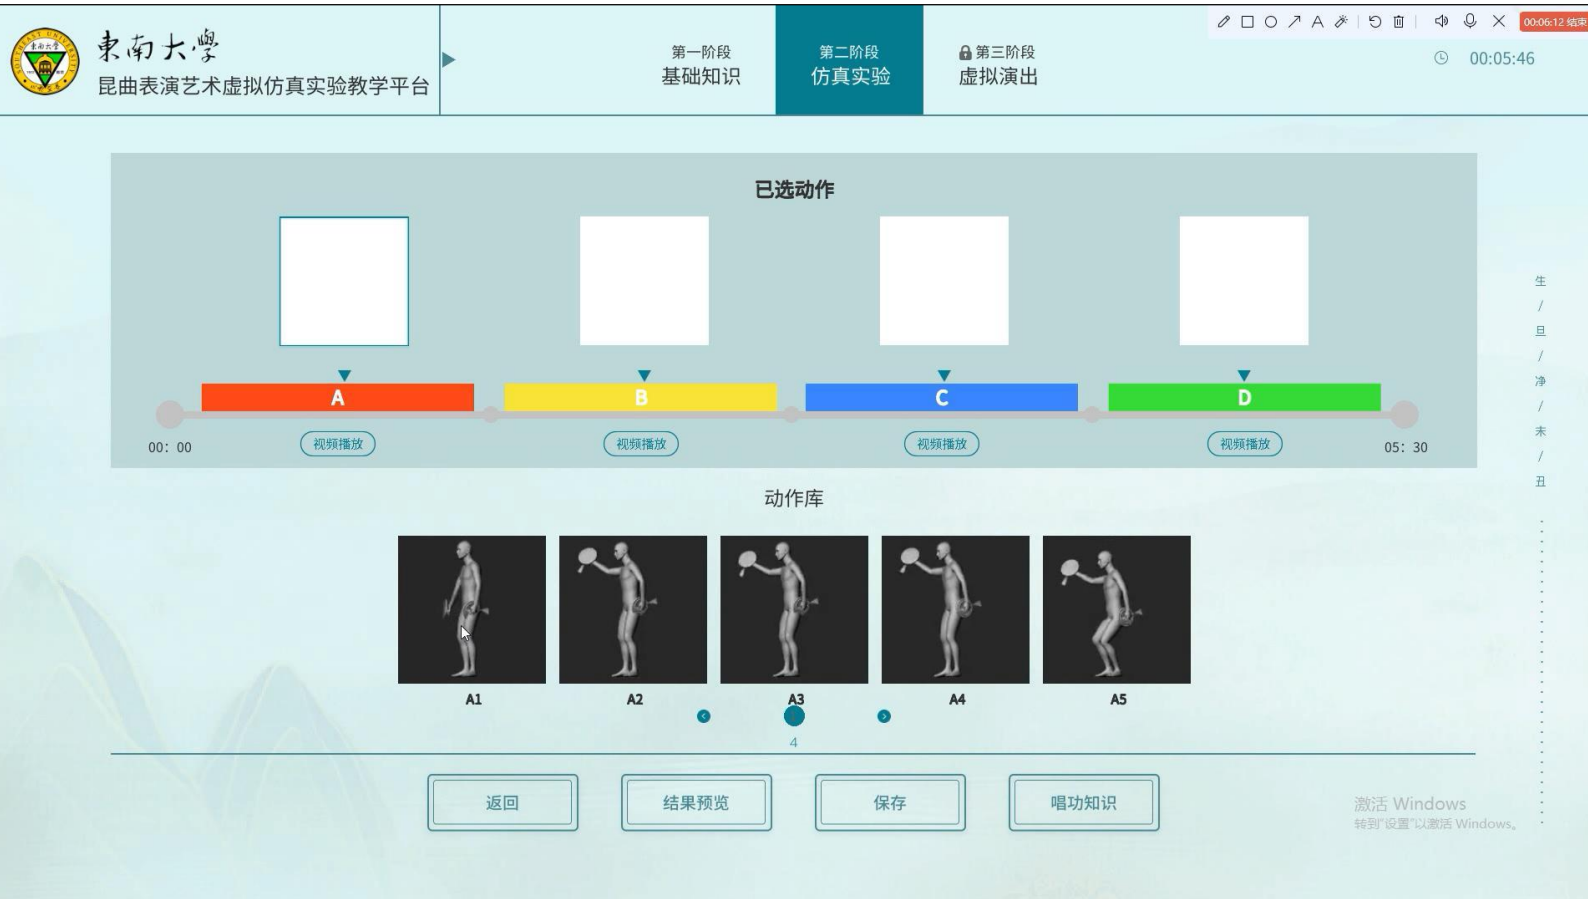 東南大學
昆曲表演艺术虚拟仿真实验教学平台
第一阶段
基础知识
第二阶段
仿真实验
第三阶段
虚拟演出
00:06:12 结束
00:05:46
已选动作
A
B
C
D
00：00
视频播放
视频播放
视频播放
视频播放
05：30
生
/
旦
/
净
/
末
/
丑
动作库
A1
A2
A3
A4
A5
4
返回
结果预览
保存
唱功知识
激活 Windows
转到"设置"以激活 Windows。